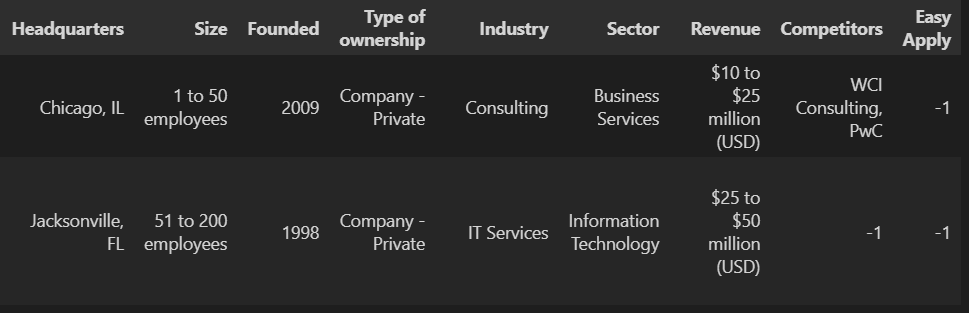 Headquarters Size Founded Type of ownership Industry Sector Revenue Competitors Easy Apply
Chicago, IL 1 to 50 employees 2009 Company - Private Consulting Business Services $10 to $25 million (USD) WCI Consulting, PwC -1
Jacksonville, FL 51 to 200 employees 1998 Company - Private IT Services Information Technology $25 to $50 million (USD) -1 -1